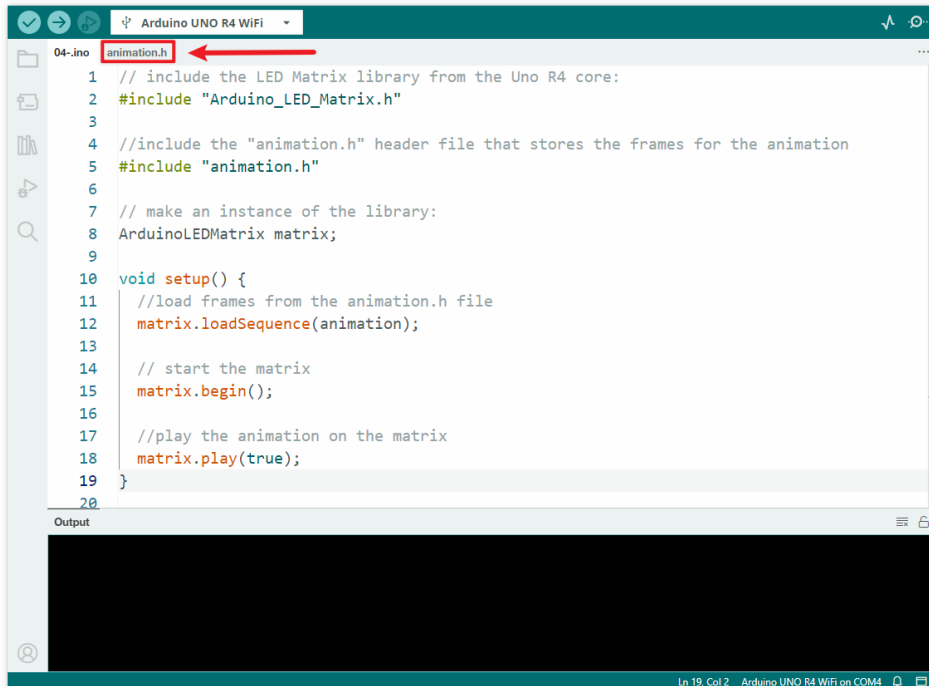 Arduino UNO R4 WiFi
04-.ino animation.h
1 // include the LED Matrix library from the Uno R4 core:
2 #include "Arduino_LED_Matrix.h"
3
4 //include the "animation.h" header file that stores the frames for the animation
5 #include "animation.h"
6
7 // make an instance of the library:
8 ArduinoLEDMatrix matrix;
9
10 void setup() {
11 //load frames from the animation.h file
12 matrix.loadSequence(animation);
13
14 // start the matrix
15 matrix.begin();
16
17 //play the animation on the matrix
18 matrix.play(true);
19 }
20
Output
Ln 19, Col 2 Arduino UNO R4 WiFi on COM4